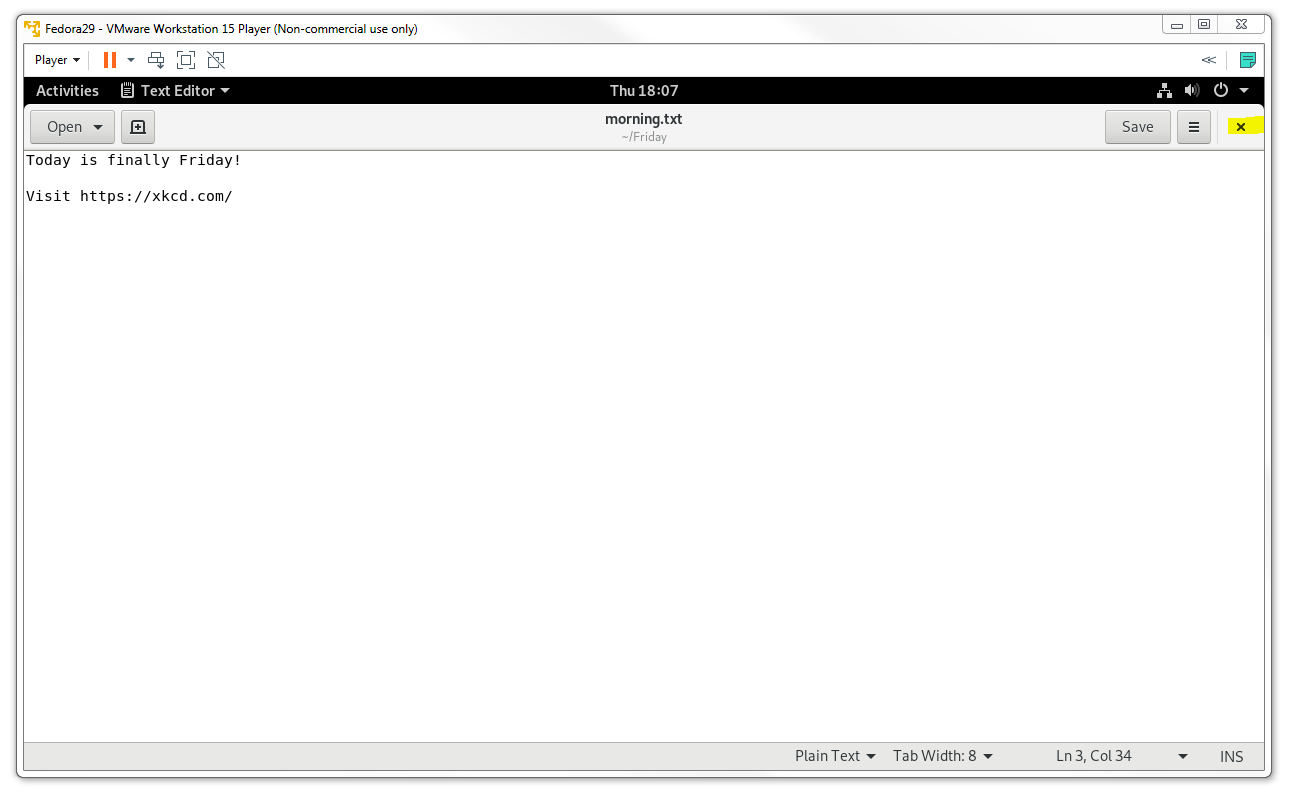 Fedora29 - VMware Workstation 15 Player (Non-commercial use only)
Player
Activities Text Editor Thu 18:07
Open morning.txt Save
~/Friday
Today is finally Friday!
Visit https://xkcd.com/
Plain Text Tab Width: 8 Ln 3, Col 34 INS